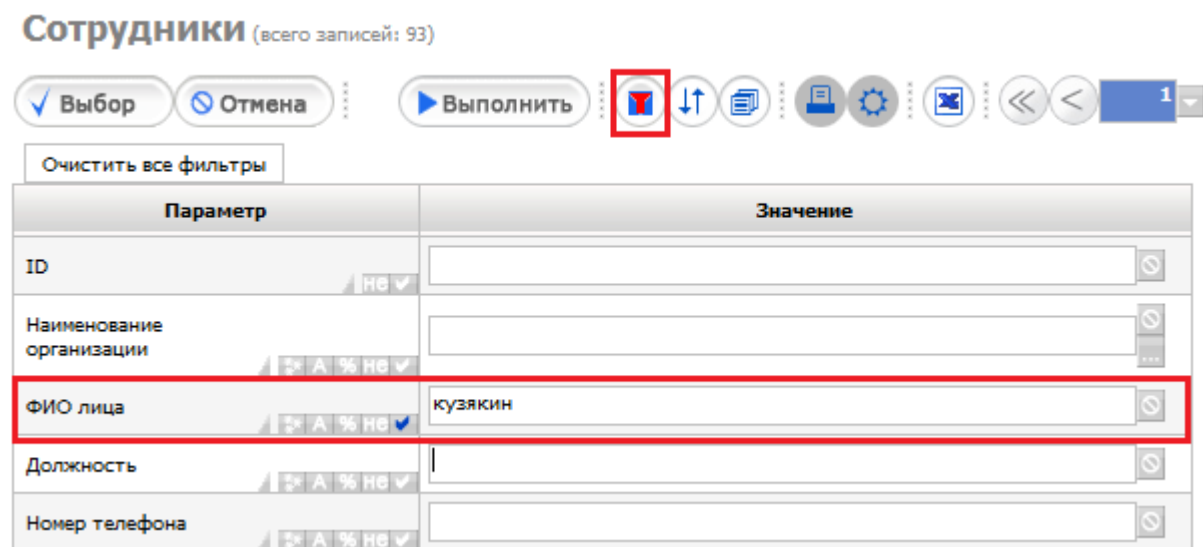 Сотрудники (всего записей: 93)
Выбор Отмена Выполнить 1
Очистить все фильтры
Параметр Значение
ID
не
Наименование
организации
А % не
ФИО лица кузякин
А % не
Должность
А % не
Номер телефона
А % не